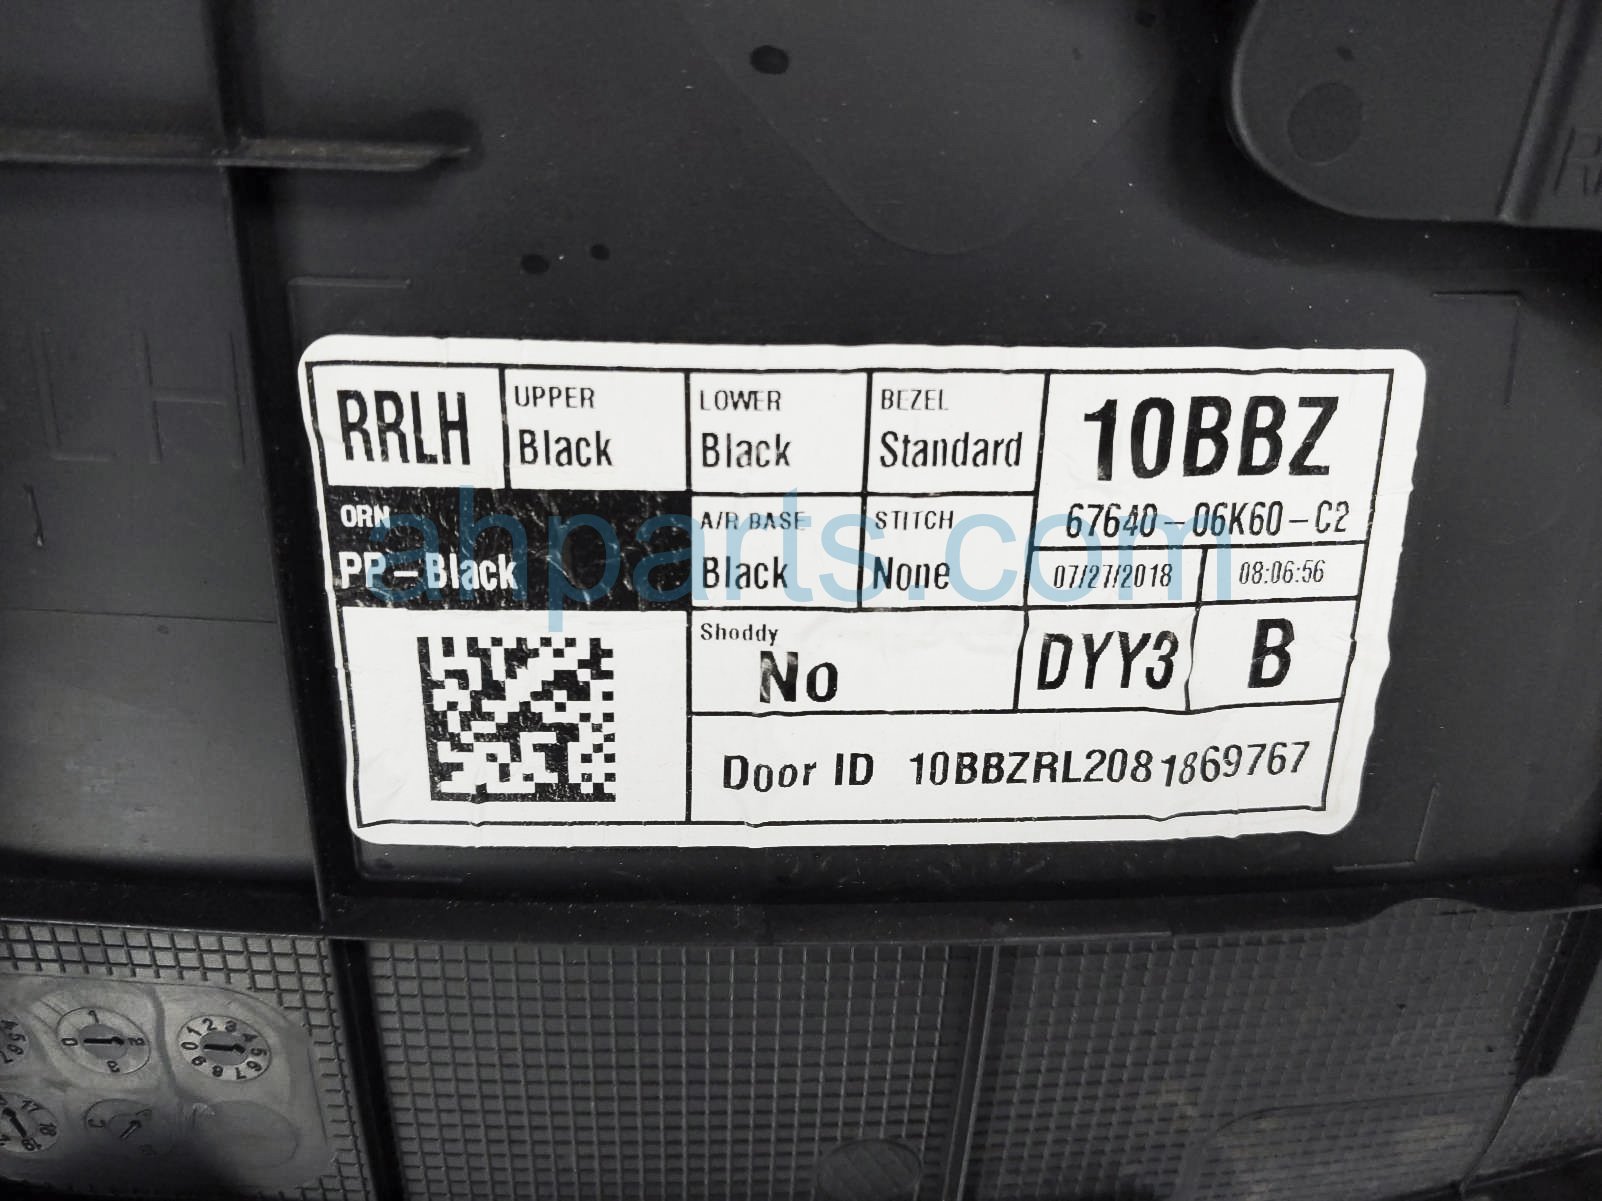 RRLH
UPPER
Black
LOWER
Black
BEZEL
Standard
10BBZ
67640-06K60-C2
ORN
PP-Black
A/R BASE
Black
STITCH
None
07/27/2018
08:06:56
Shoddy
No
DYY3
B
Door ID 10BBZRL2081869767
ahparts.com
LH